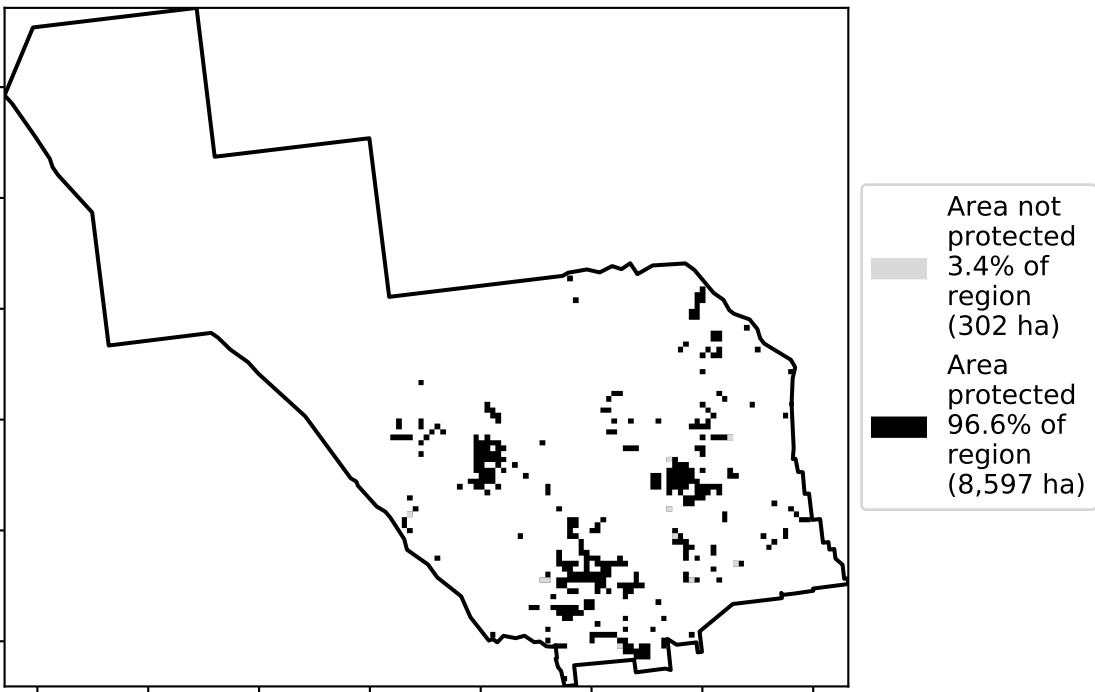 Area not
protected
3.4% of
region
(302 ha)
Area
protected
96.6% of
region
(8,597 ha)